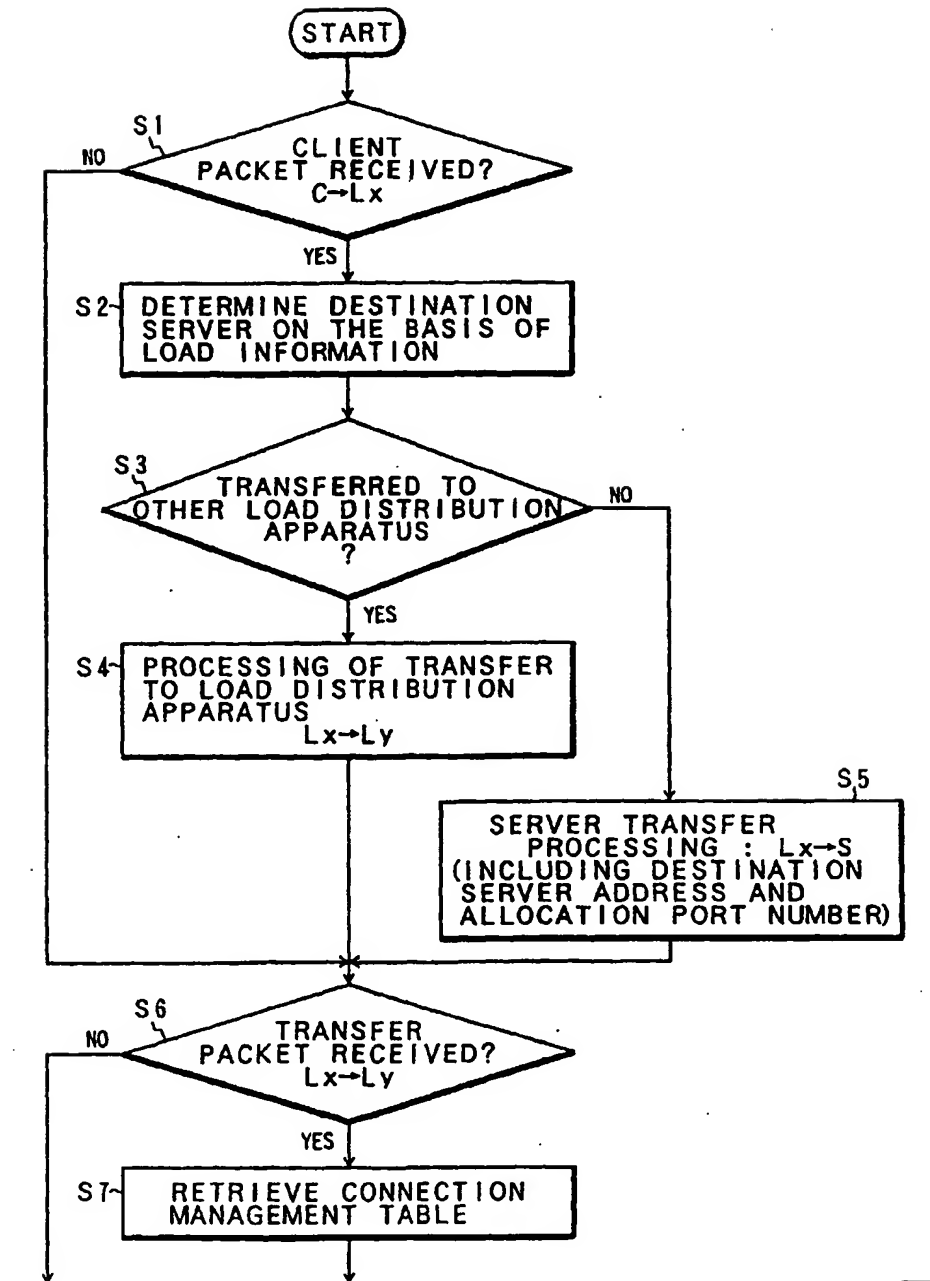 START
S1
CLIENT
PACKET RECEIVED?
C→Lx
NO
YES
S2
DETERMINE DESTINATION
SERVER ON THE BASIS OF
LOAD INFORMATION
S3
TRANSFERRED TO
OTHER LOAD DISTRIBUTION
APPARATUS
?
NO
YES
S4
PROCESSING OF TRANSFER
TO LOAD DISTRIBUTION
APPARATUS
Lx→Ly
S5
SERVER TRANSFER
PROCESSING : Lx→S
(INCLUDING DESTINATION
SERVER ADDRESS AND
ALLOCATION PORT NUMBER)
S6
TRANSFER
PACKET RECEIVED?
Lx→Ly
NO
YES
S7
RETRIEVE CONNECTION
MANAGEMENT TABLE